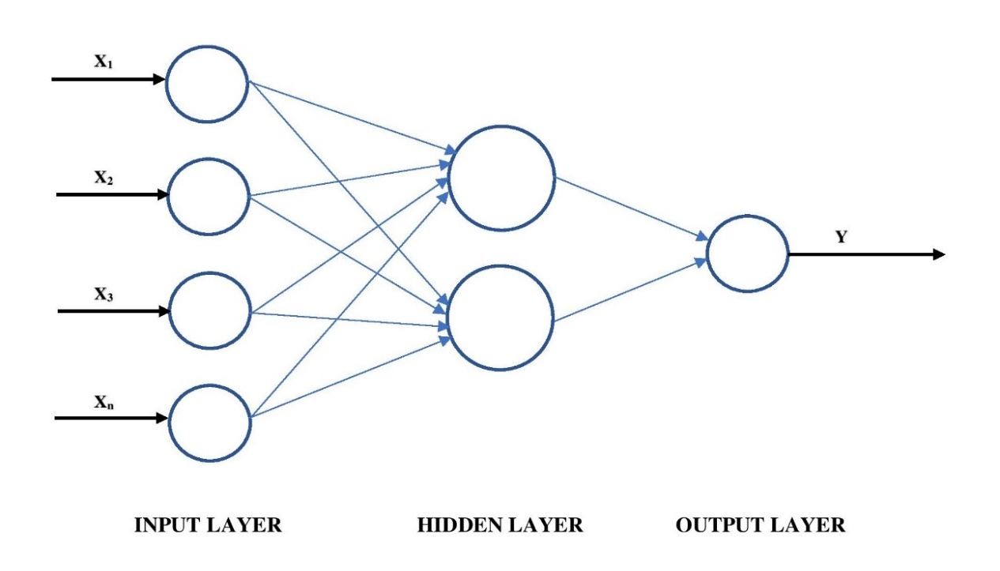 X₁
X₂
X₃
Xₙ
Y
INPUT LAYER
HIDDEN LAYER
OUTPUT LAYER